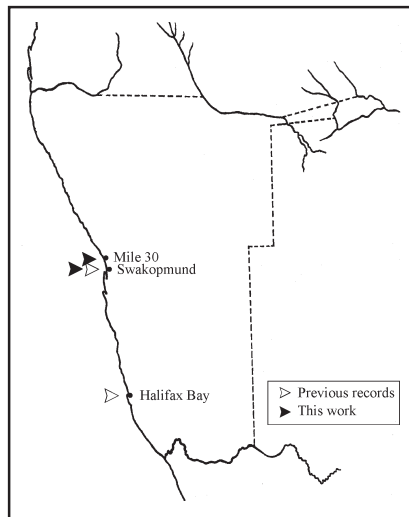 Mile 30
Swakopmund
Halifax Bay
Previous records
This work